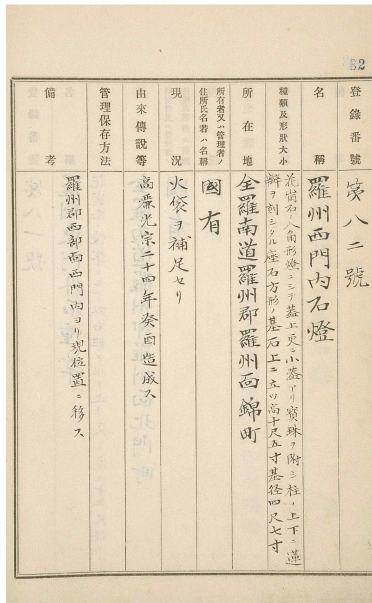 82
登錄番號 第八二號
名稱 羅州西門內石燈
種類及形狀大小 花崗石ノ八角形燈ニシテ蓋上更ニ小蓋アリ寶珠ヲ附シ柱ノ上下ニ蓮
瓣ヲ刻シタル座石方形ノ基石上ニ立ツ高十尺五寸基徑四尺七寸
所在地 全羅南道羅州郡羅州面錦町
所有者又ハ管理者ノ
住所氏名若ハ名稱 國有
現況 火袋ヲ補足セリ
由來傳說等 高麗光宗二十四年癸酉造成ス
管理保存方法
備考 羅州郡西部面西門內ヨリ現位置ニ移ス